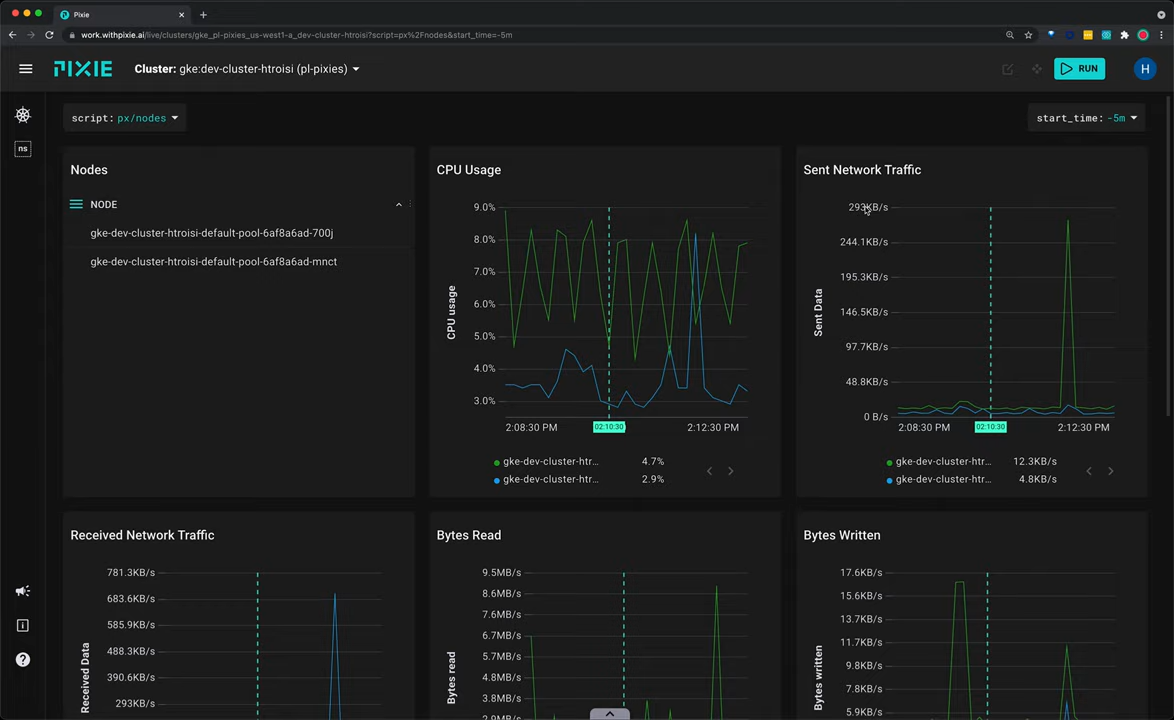 Pixie
work.withpixie.ai/live/clusters/gke_pl-pixies_us-west1-a_dev-cluster-htroisi?script=px%2Fnodes&start_time=-5m
PIXIE
Cluster: gke:dev-cluster-htroisi (pl-pixies)
RUN
H
script: px/nodes
start_time: -5m
ns
Nodes
NODE
gke-dev-cluster-htroisi-default-pool-6af8a6ad-700j
gke-dev-cluster-htroisi-default-pool-6af8a6ad-mnct
CPU Usage
9.0%
8.0%
7.0%
6.0%
5.0%
4.0%
3.0%
CPU usage
2:08:30 PM
02:10:30
2:12:30 PM
gke-dev-cluster-htr... 4.7%
gke-dev-cluster-htr... 2.9%
Sent Network Traffic
293KB/s
244.1KB/s
195.3KB/s
146.5KB/s
97.7KB/s
48.8KB/s
0 B/s
Sent Data
2:08:30 PM
02:10:30
2:12:30 PM
gke-dev-cluster-htr... 12.3KB/s
gke-dev-cluster-htr... 4.8KB/s
Received Network Traffic
781.3KB/s
683.6KB/s
585.9KB/s
488.3KB/s
390.6KB/s
293KB/s
Received Data
Bytes Read
9.5MB/s
8.6MB/s
7.6MB/s
6.7MB/s
5.7MB/s
4.8MB/s
3.8MB/s
2.9MB/s
Bytes read
Bytes Written
17.6KB/s
15.6KB/s
13.7KB/s
11.7KB/s
9.8KB/s
7.8KB/s
5.9KB/s
Bytes written